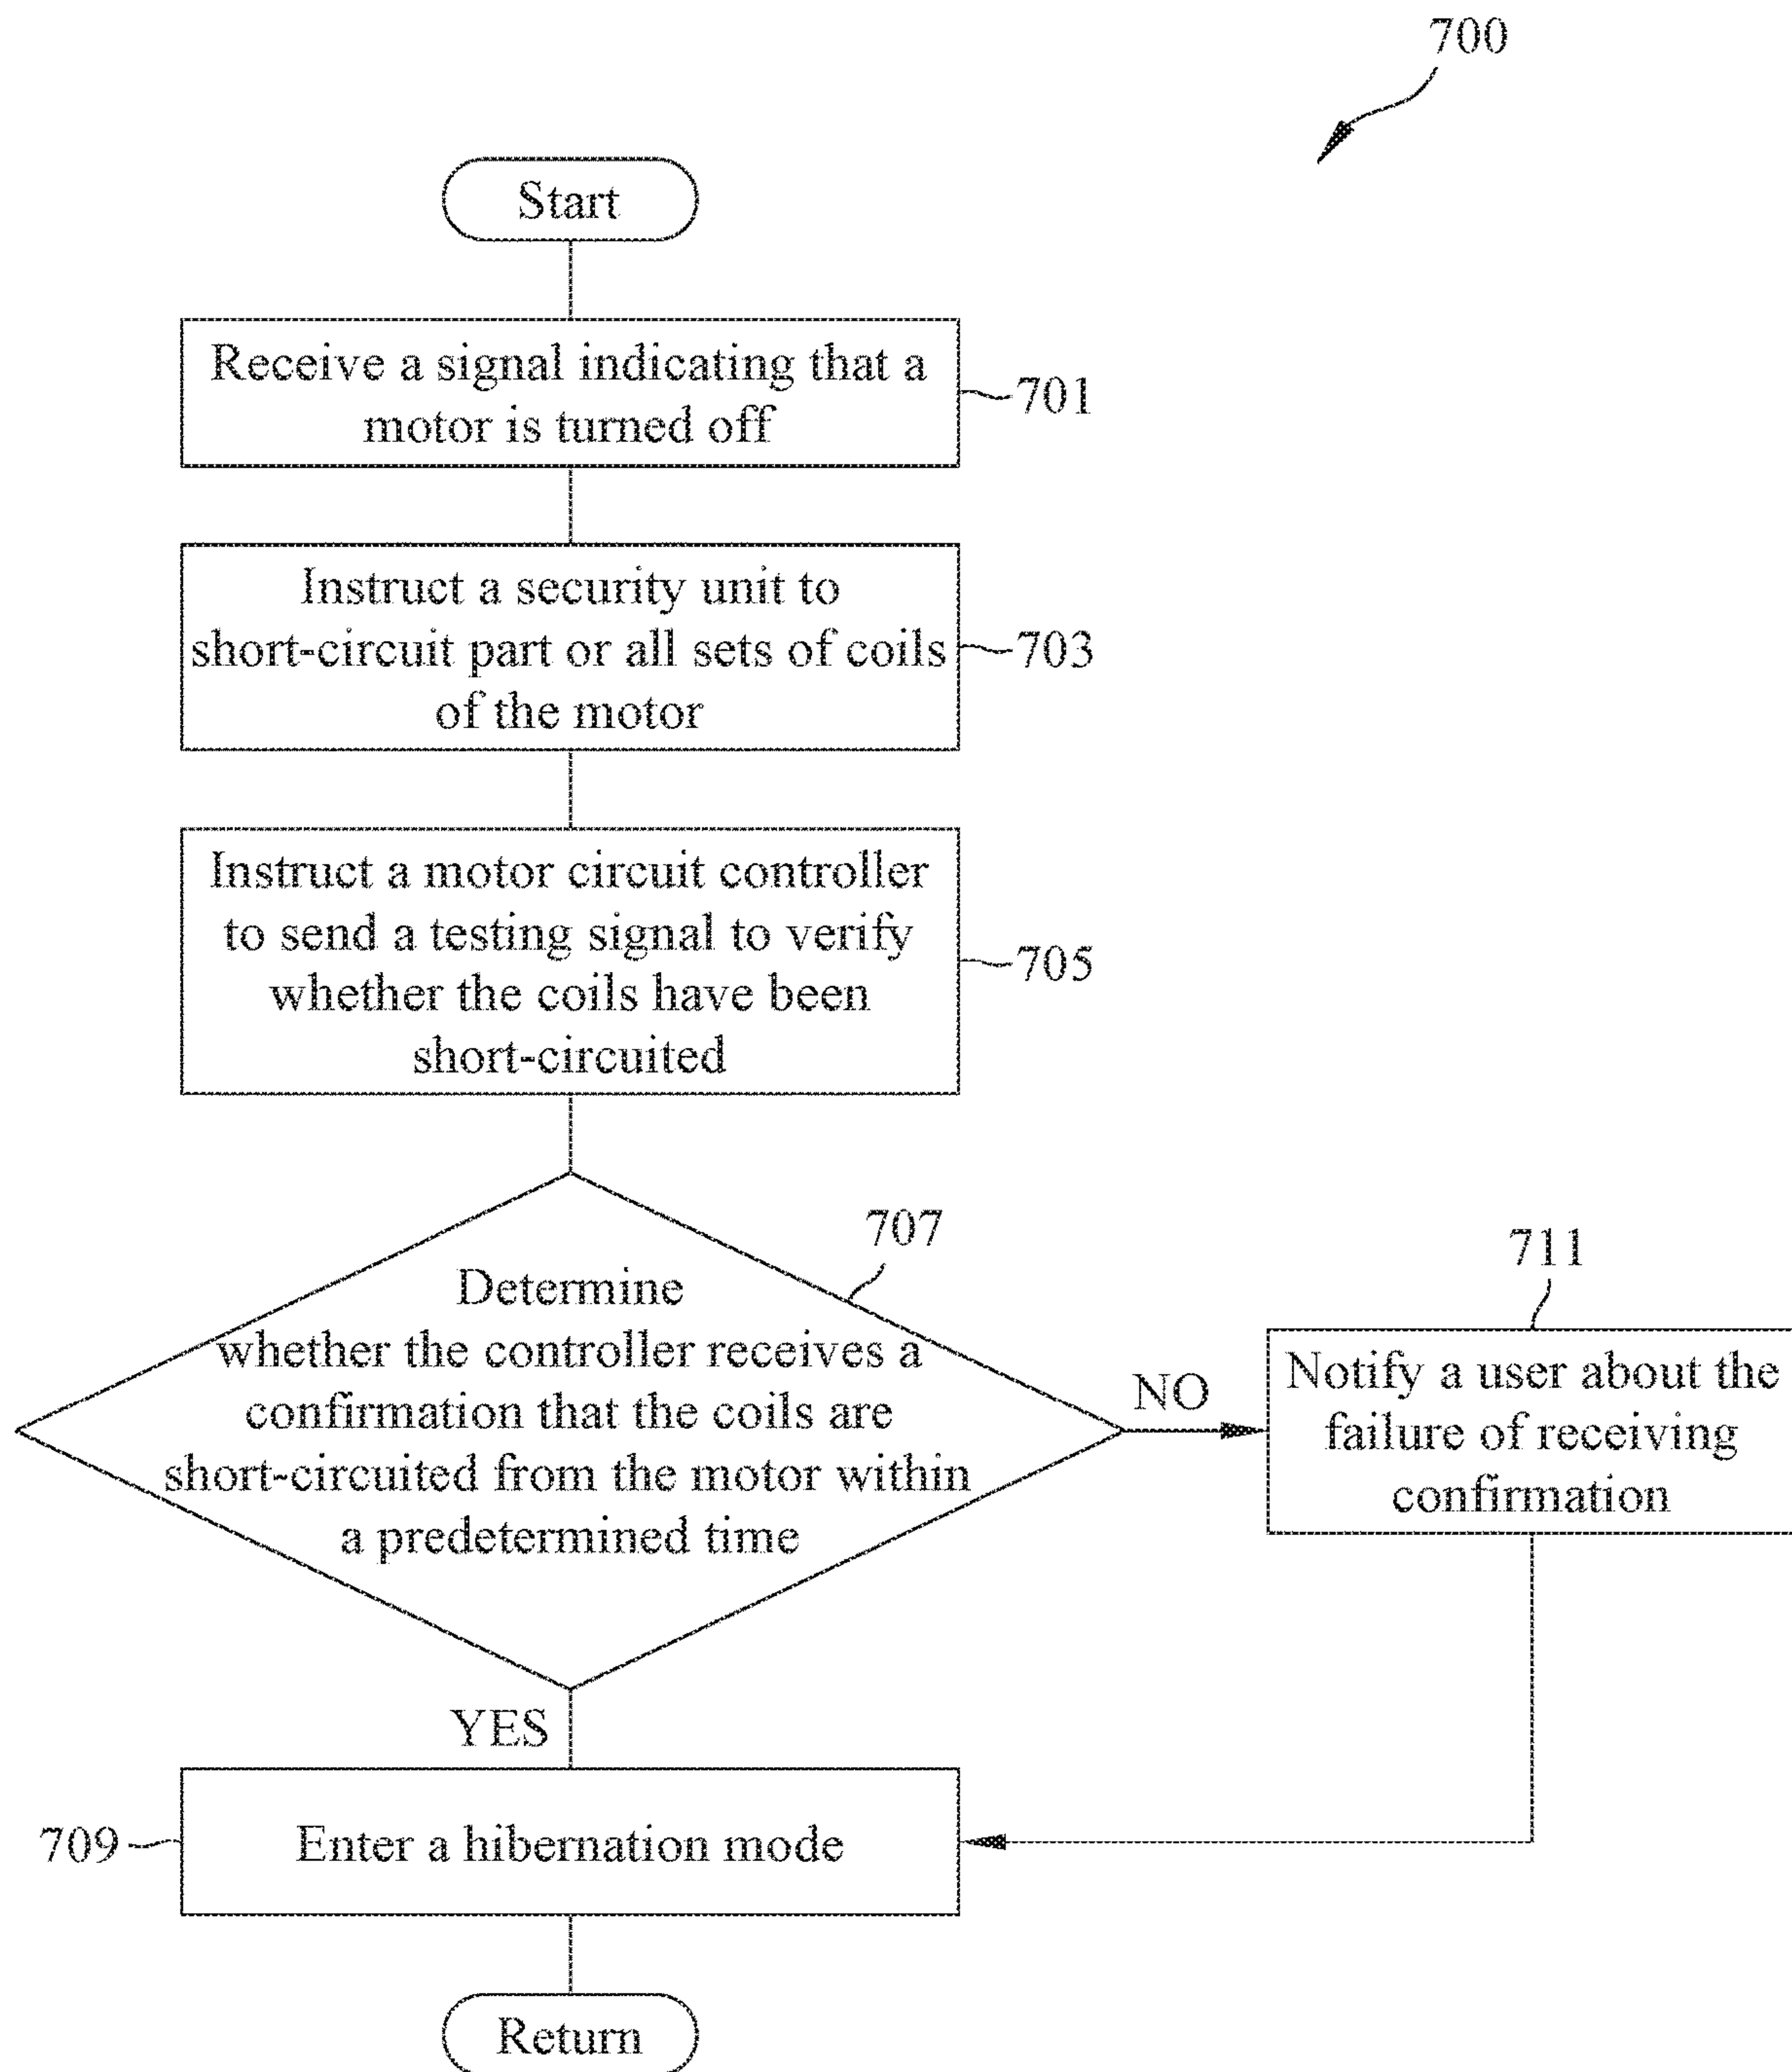 700
Start
Receive a signal indicating that a
motor is turned off
701
Instruct a security unit to
short-circuit part or all sets of coils
of the motor
703
Instruct a motor circuit controller
to send a testing signal to verify
whether the coils have been
short-circuited
705
707
Determine
whether the controller receives a
confirmation that the coils are
short-circuited from the motor within
a predetermined time
NO
711
Notify a user about the
failure of receiving
confirmation
YES
709
Enter a hibernation mode
Return